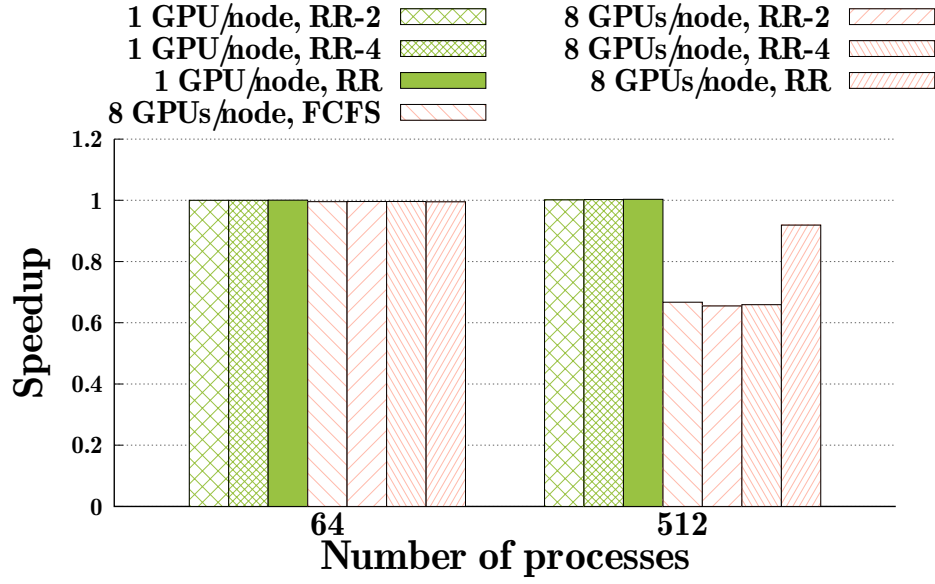 1 GPU/node, RR-2
1 GPU/node, RR-4
1 GPU/node, RR
8 GPUs/node, FCFS
8 GPUs/node, RR-2
8 GPUs/node, RR-4
8 GPUs/node, RR
1.2
1
0.8
0.6
0.4
0.2
0
Speedup
64 512
Number of processes